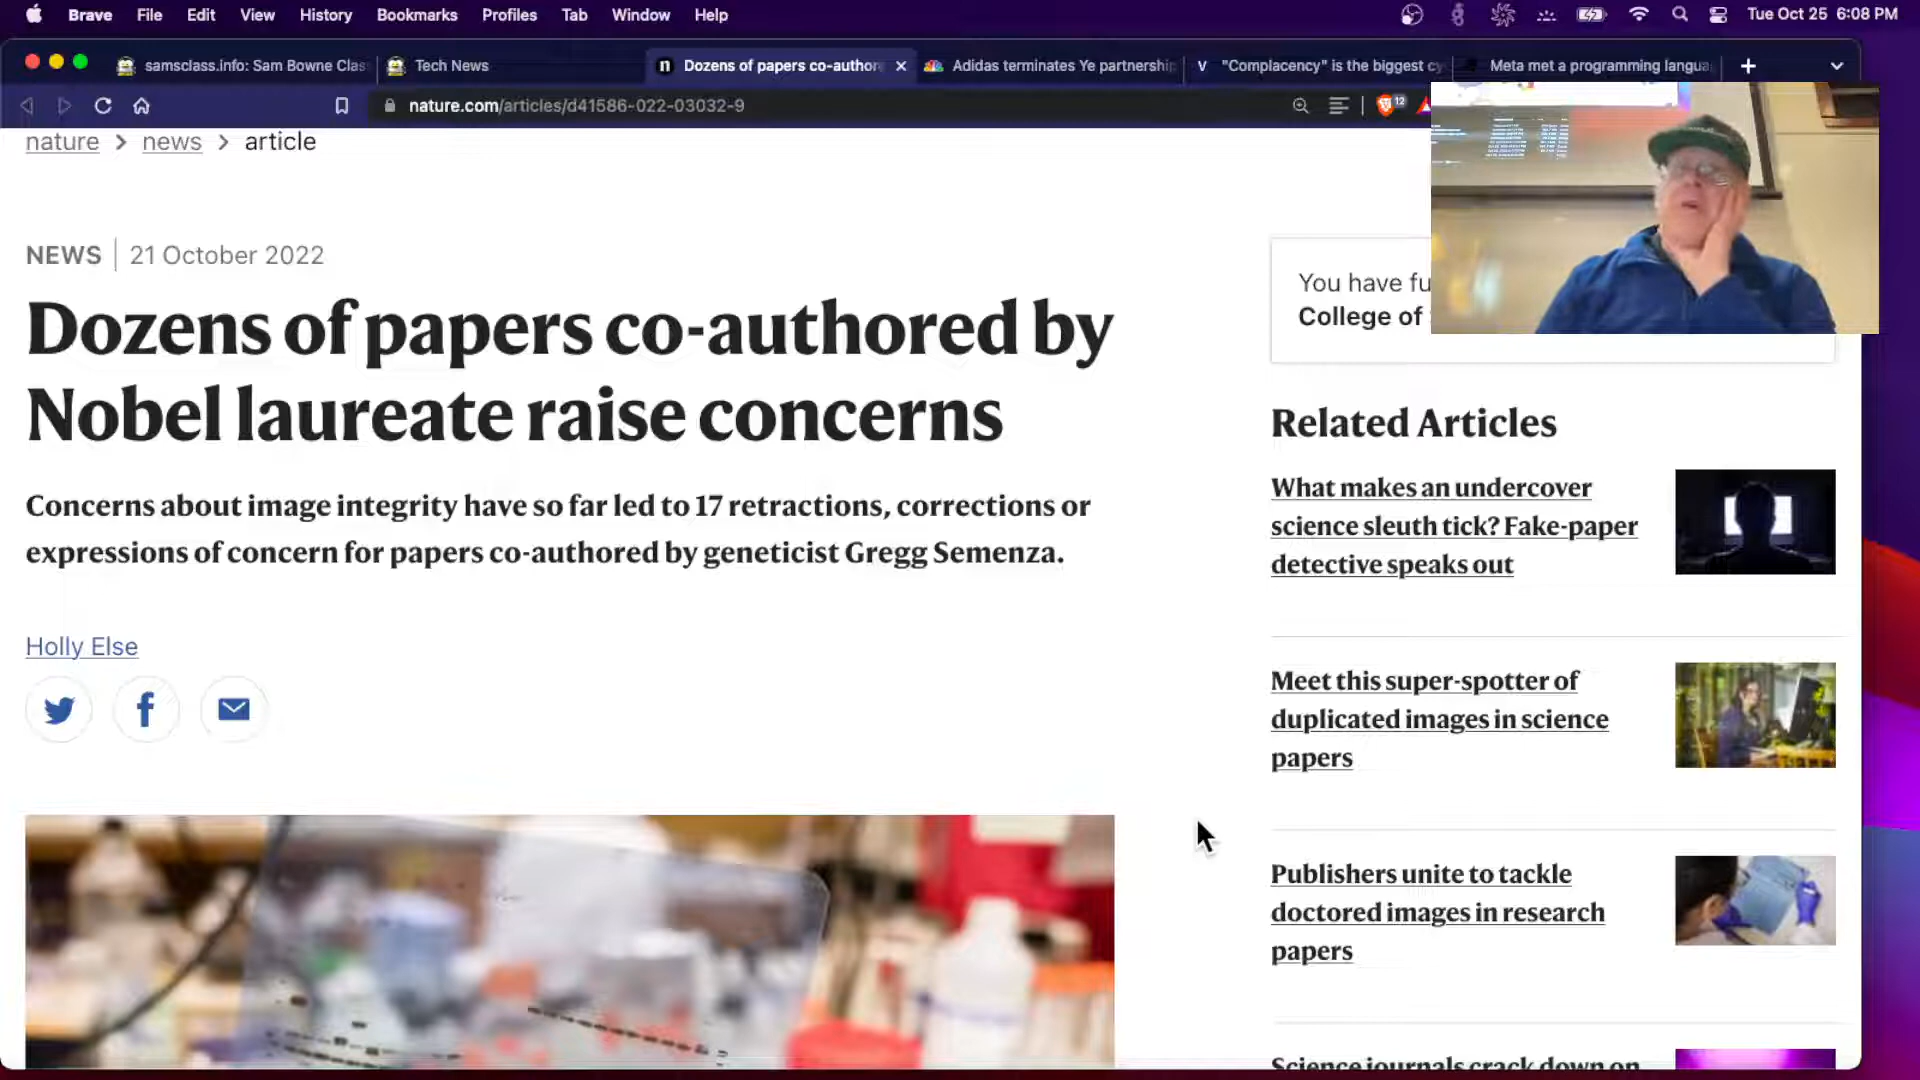 Brave File Edit View History Bookmarks Profiles Tab Window Help
Tue Oct 25 6:08 PM
samsclass.info: Sam Bowne Clas
Tech News
Dozens of papers co-author
Adidas terminates Ye partnership
"Complacency" is the biggest cy
Meta met a programming langua
nature.com/articles/d41586-022-03032-9
12
nature > news > article
NEWS | 21 October 2022
Dozens of papers co-authored by
Nobel laureate raise concerns
Concerns about image integrity have so far led to 17 retractions, corrections or
expressions of concern for papers co-authored by geneticist Gregg Semenza.
Holly Else
You have fu
College of
Related Articles
What makes an undercover
science sleuth tick? Fake-paper
detective speaks out
Meet this super-spotter of
duplicated images in science
papers
Publishers unite to tackle
doctored images in research
papers
Science journals crack down on